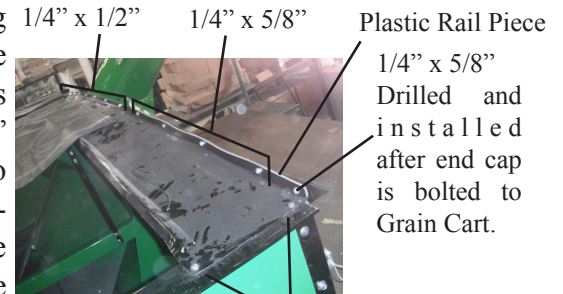 1/4” x 1/2”
1/4” x 5/8”
Plastic Rail Piece
1/4” x 5/8”
Drilled and
installed
after end cap
is bolted to
Grain Cart.